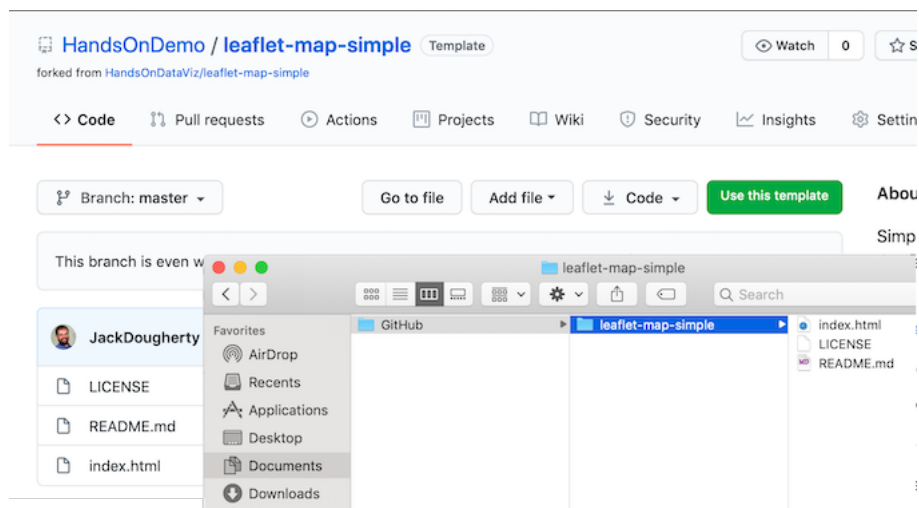 HandsOnDemo / leaflet-map-simple Template
Watch 0
forked from HandsOnDataViz/leaflet-map-simple
<> Code Pull requests Actions Projects Wiki Security Insights
Branch: master Go to file Add file Code Use this template
This branch is even
leaflet-map-simple
Search
JackDougherty
LICENSE
README.md
index.html
Favorites
AirDrop
Recents
Applications
Desktop
Documents
Downloads
GitHub
leaflet-map-simple
index.html
LICENSE
README.md